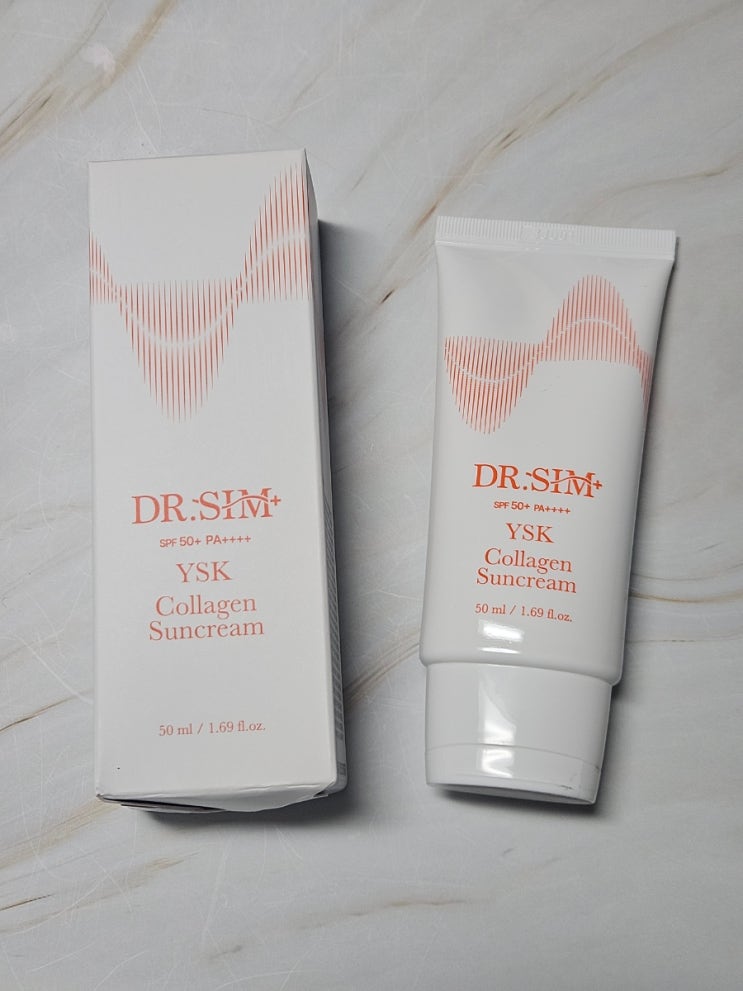 DR.SIM+
SPF 50+ PA++++
YSK
Collagen
Suncream
50 ml / 1.69 fl.oz.
DR.SIM+
SPF 50+ PA++++
YSK
Collagen
Suncream
50 ml / 1.69 fl.oz.